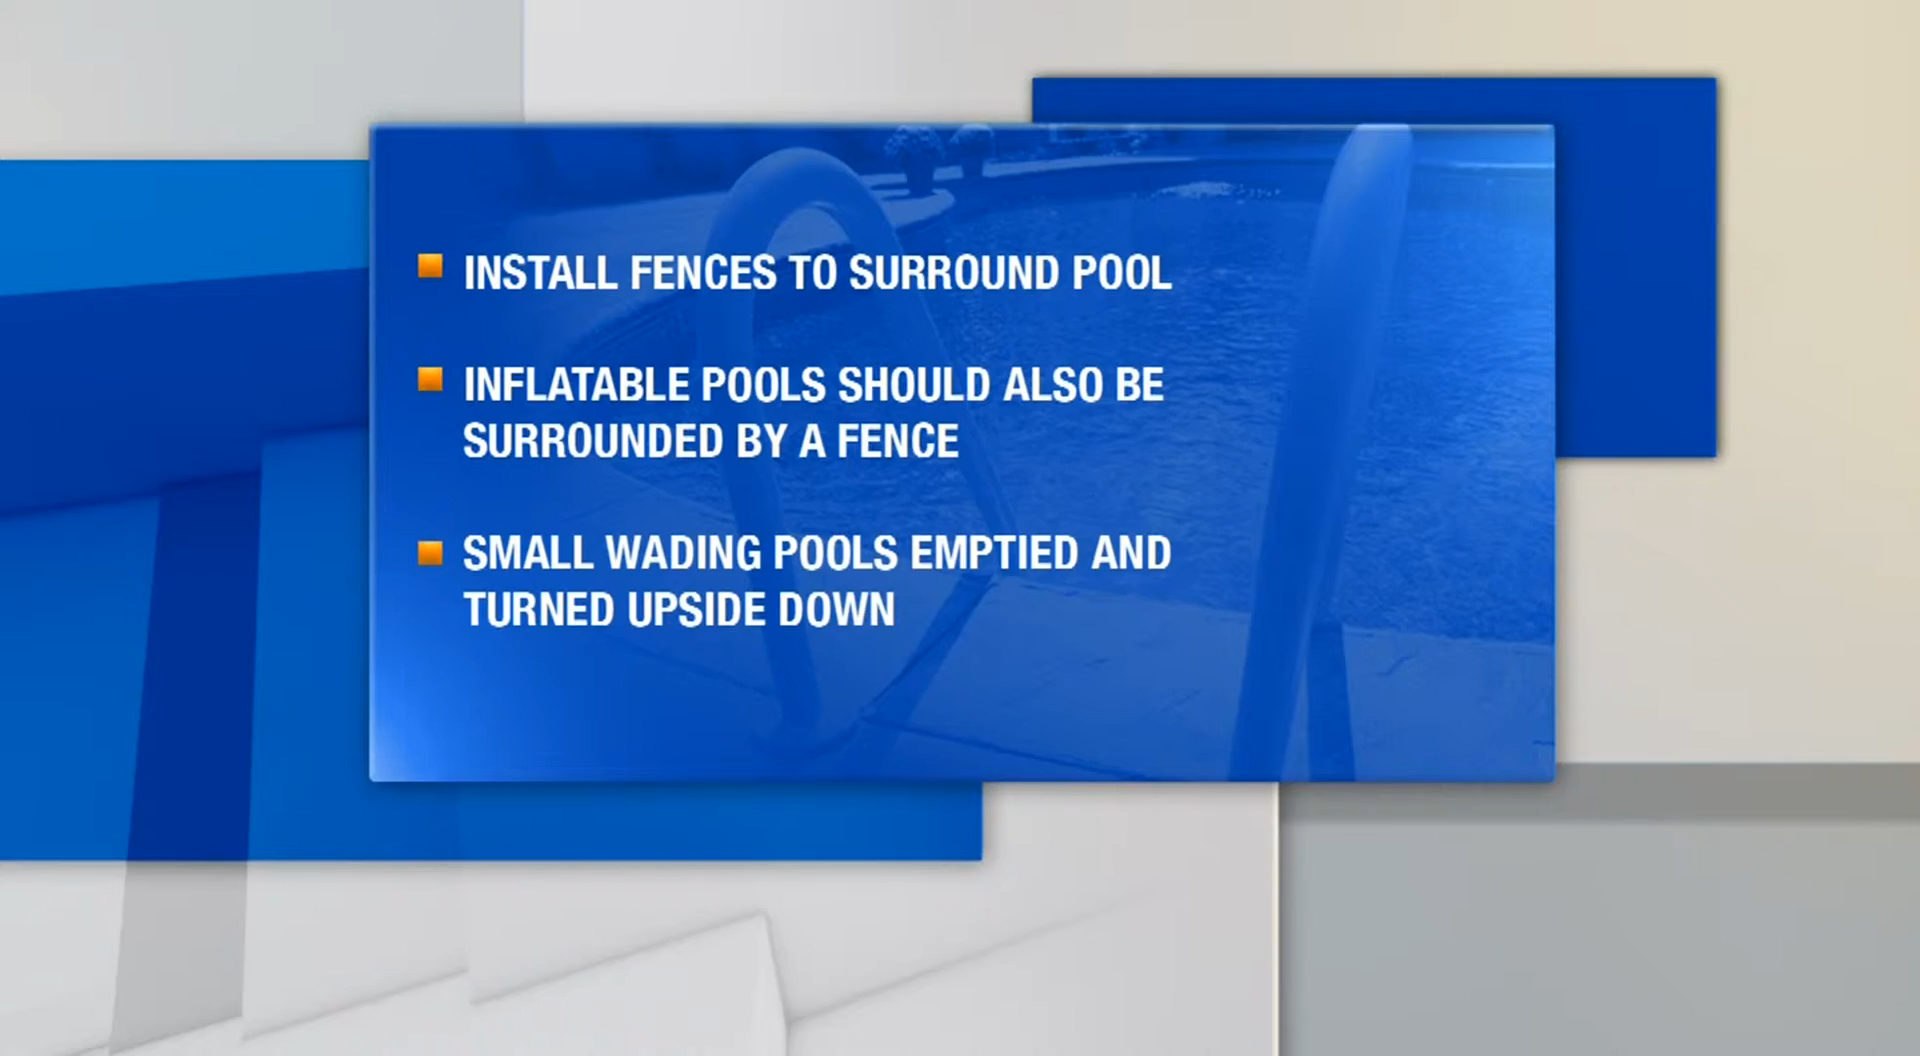 INSTALL FENCES TO SURROUND POOL
INFLATABLE POOLS SHOULD ALSO BE
SURROUNDED BY A FENCE
SMALL WADING POOLS EMPTIED AND
TURNED UPSIDE DOWN